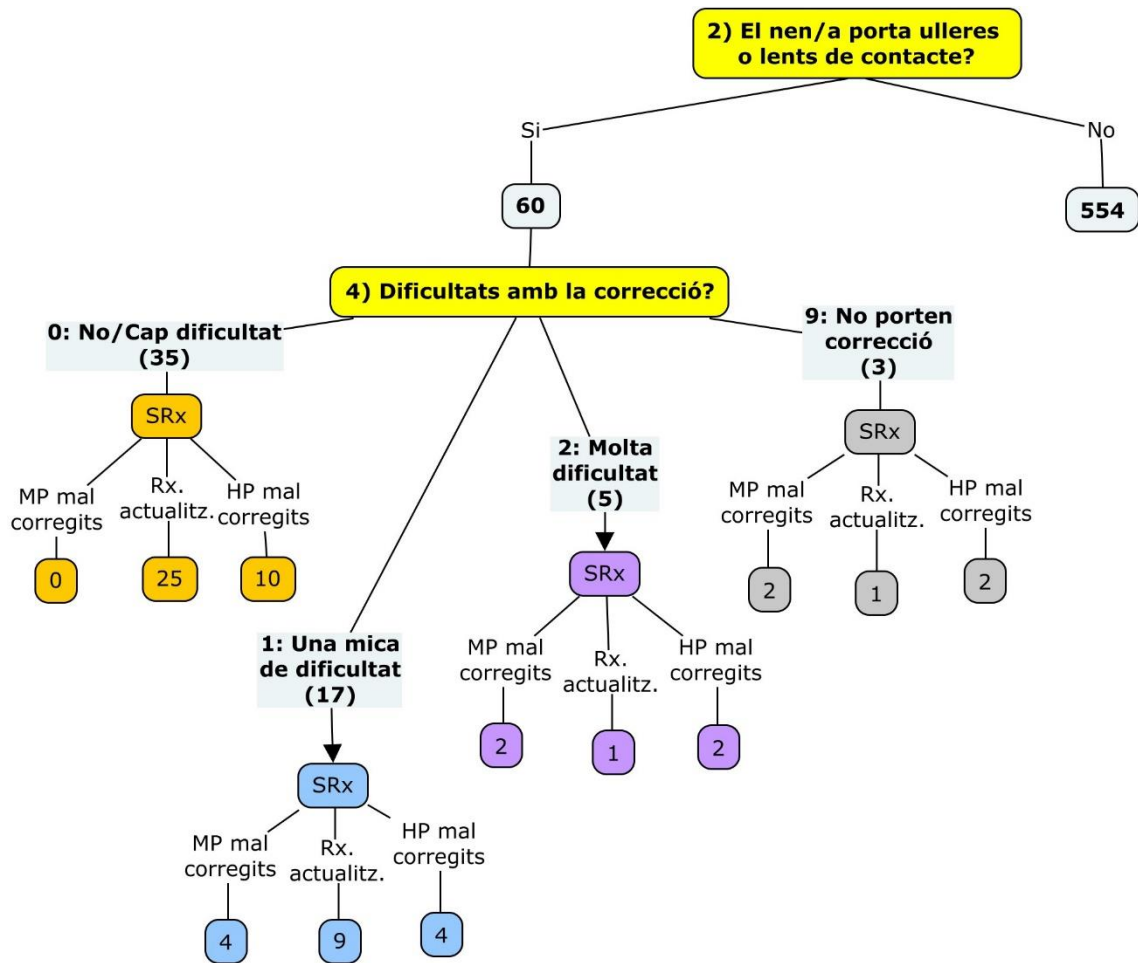 2) El nen/a porta ulleres
o lents de contacte?
Si
No
60
554
4) Dificultats amb la correcció?
0: No/Cap dificultat
(35)
SRx
MP mal
corregits
Rx.
actualitz.
HP mal
corregits
0
25
10
1: Una mica
de dificultat
(17)
SRx
MP mal
corregits
Rx.
actualitz.
HP mal
corregits
4
9
4
2: Molta
dificultat
(5)
SRx
MP mal
corregits
Rx.
actualitz.
HP mal
corregits
2
1
2
9: No porten
correcció
(3)
SRx
MP mal
corregits
Rx.
actualitz.
HP mal
corregits
2
1
2